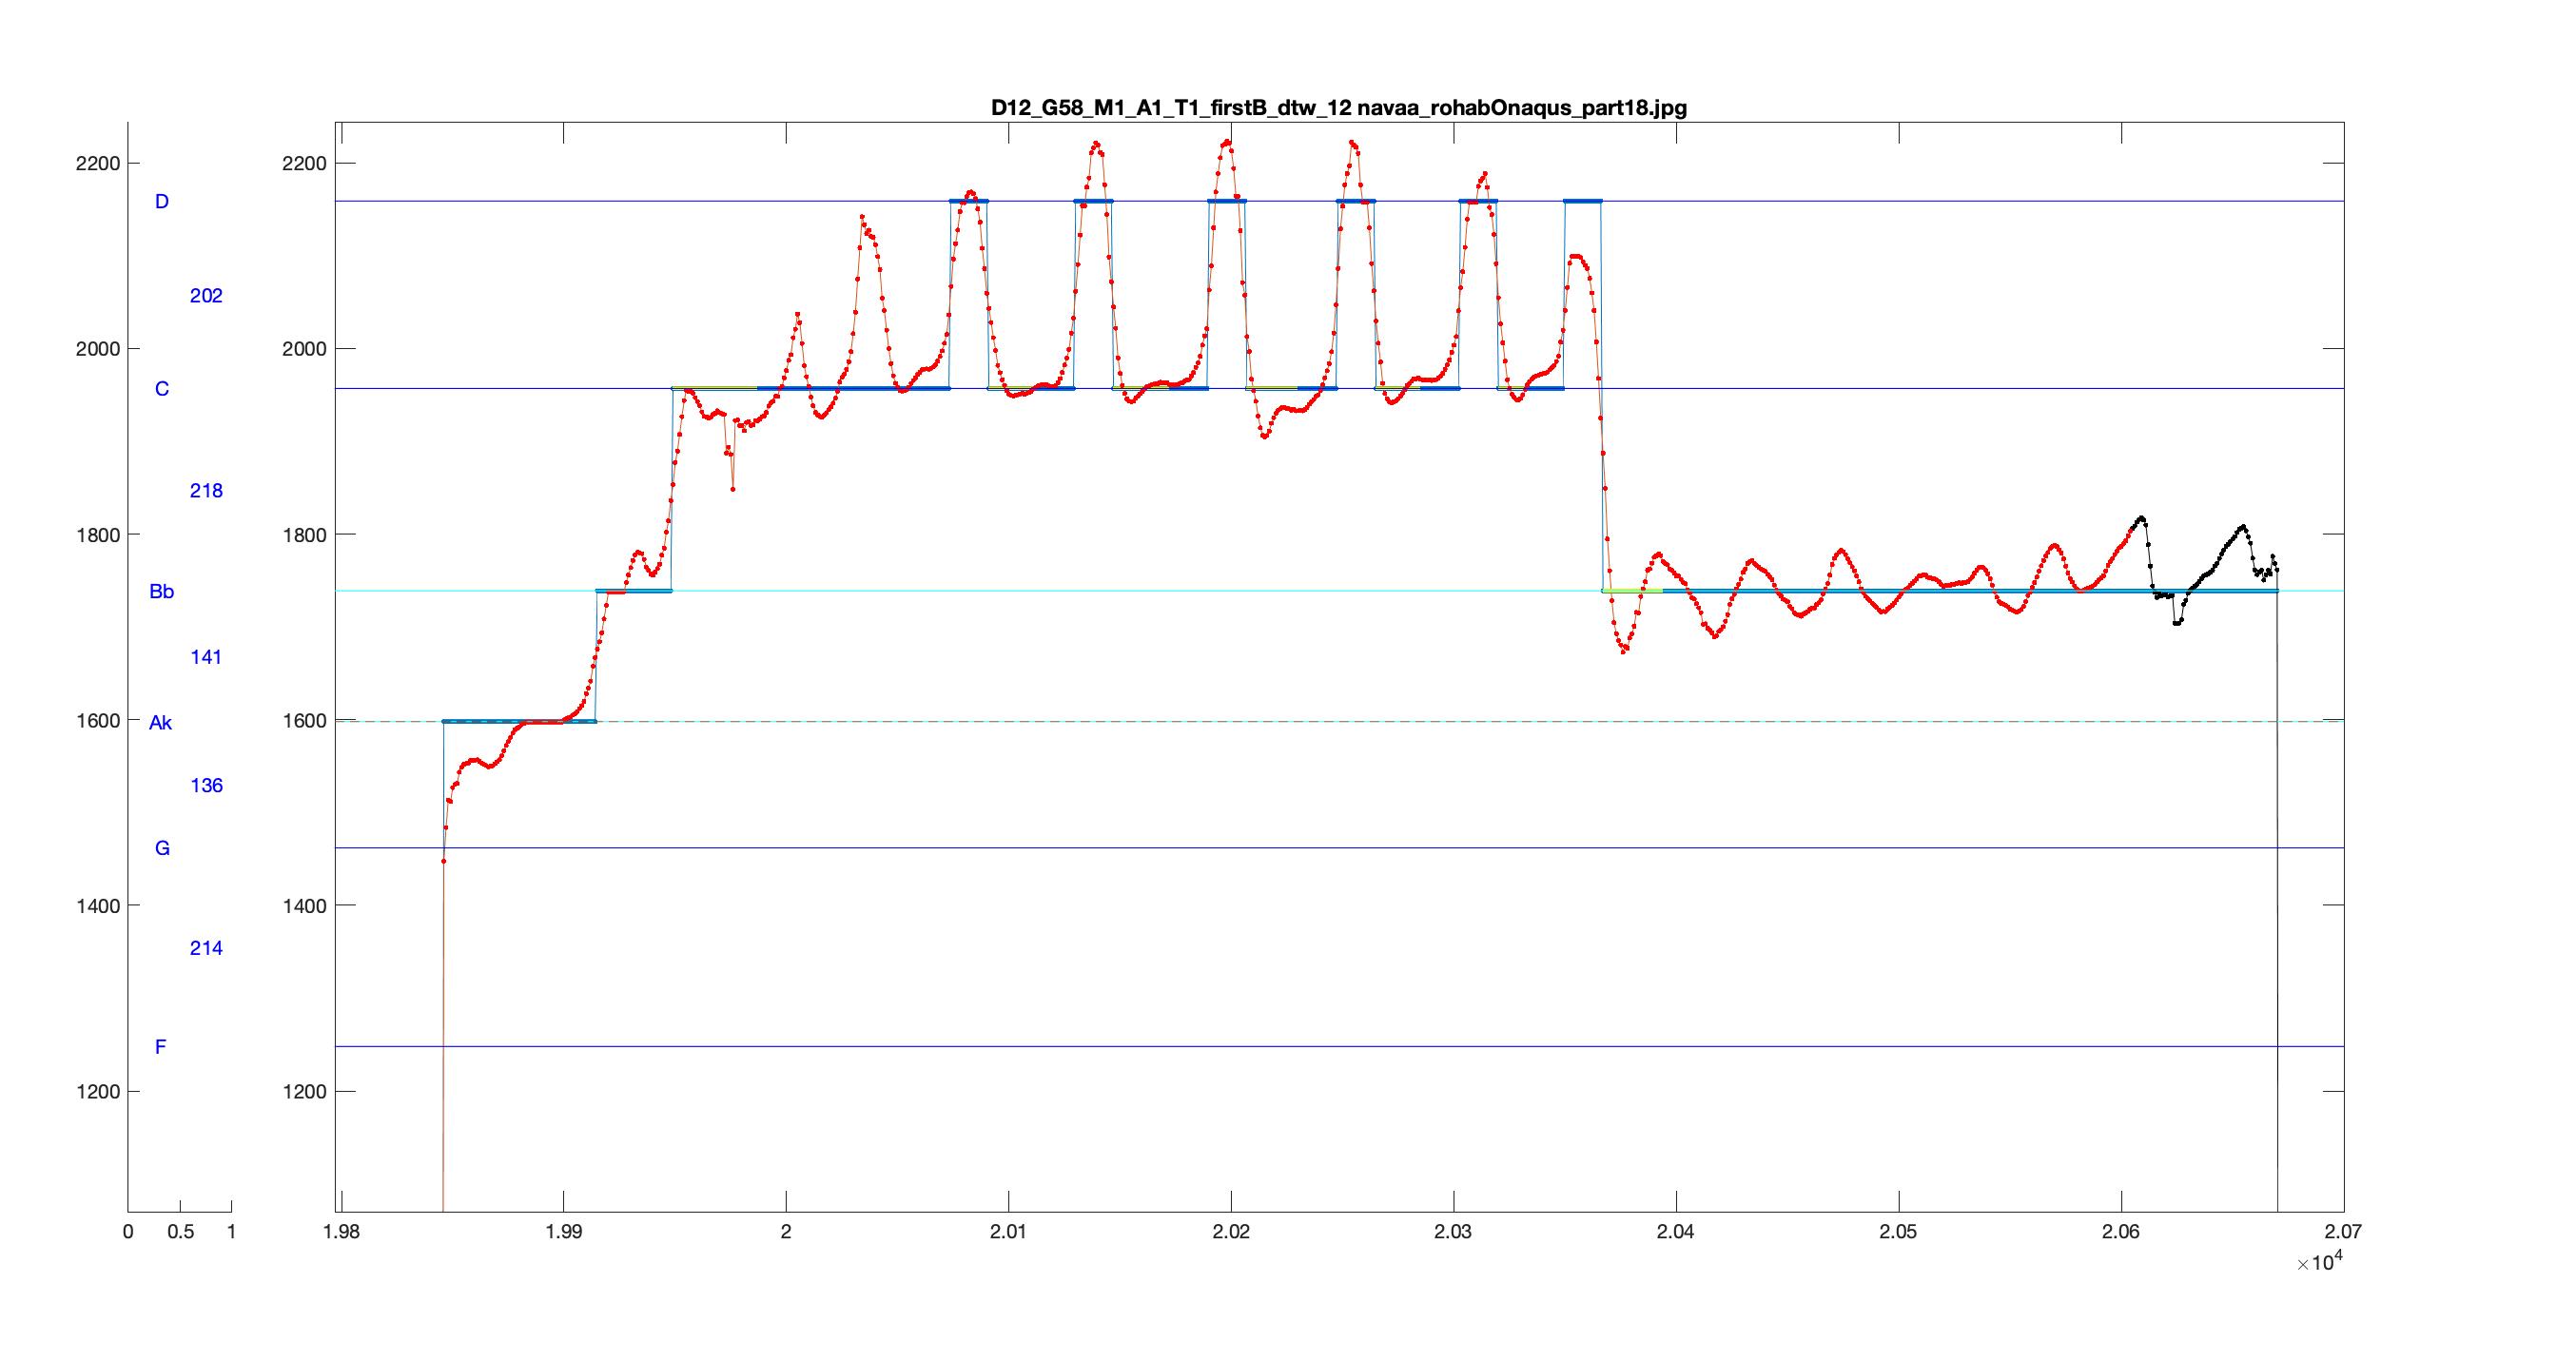 D12_G58_M1_A1_T1_firstB_dtw_12 navaa_rohabOnaqus_part18.jpg
2200 2200
D
202
2000 2000
C
218
1800 1800
Bb
141
1600 Ak 1600
136
G
1400 1400
214
F
1200 1200
0 0.5 1 1.98 1.99 2 2.01 2.02 2.03 2.04 2.05 2.06 2.07
×10⁴